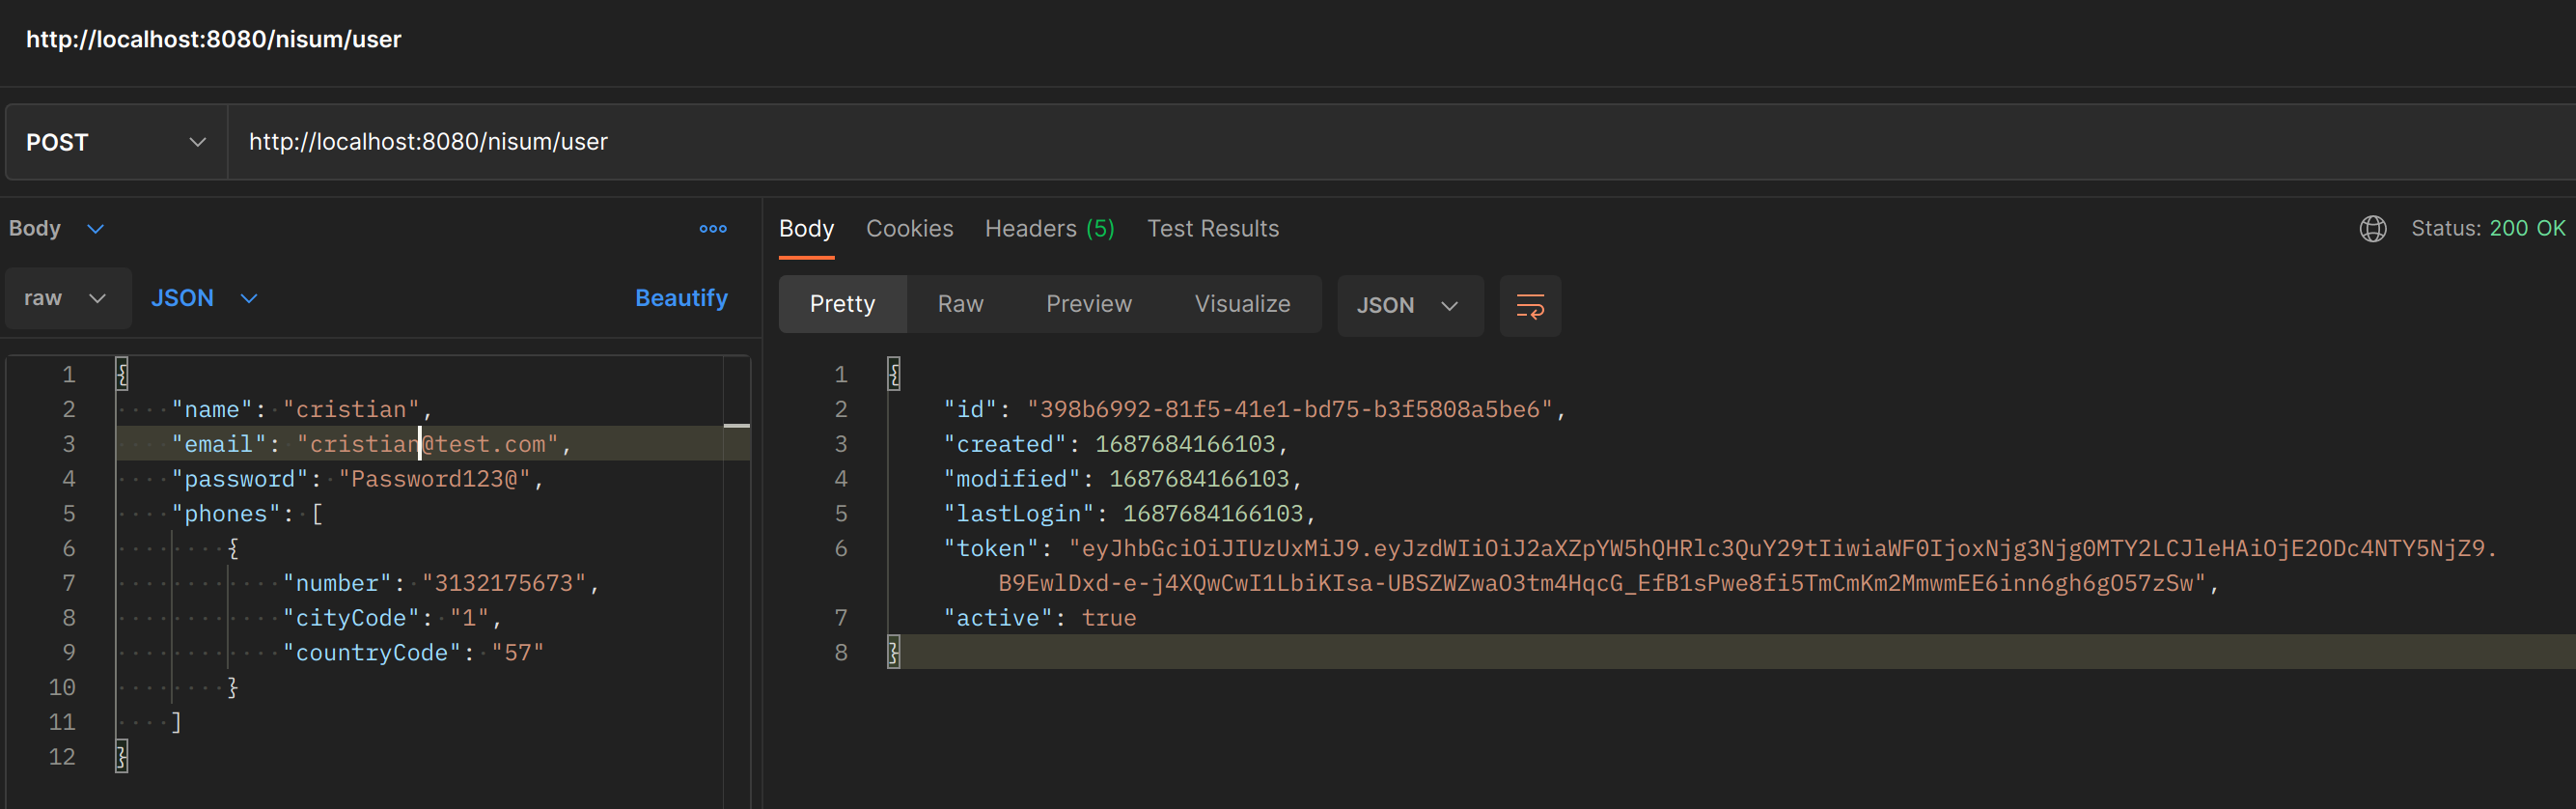 http://localhost:8080/nisum/user
POST http://localhost:8080/nisum/user
Body
raw JSON Beautify
1 {
2 "name": "cristian",
3 "email": "cristian@test.com",
4 "password": "Password123@",
5 "phones": [
6 {
7 "number": "3132175673",
8 "cityCode": "1",
9 "countryCode": "57"
10 }
11 ]
12 }
Body Cookies Headers (5) Test Results Status: 200 OK
Pretty Raw Preview Visualize JSON
1 {
2 "id": "398b6992-81f5-41e1-bd75-b3f5808a5be6",
3 "created": 1687684166103,
4 "modified": 1687684166103,
5 "lastLogin": 1687684166103,
6 "token": "eyJhbGciOiJIUzUxMiJ9.eyJzdWIiOiJ2aXZpYW5hQHRlc3QuY29tIiwiaWF0IjoxNjg3Njg0MTY2LCJleHAiOjE2ODc4NTY5NjZ9.
B9EwlDxd-e-j4XQwCwI1LbiKIsa-UBSZWZwaO3tm4HqcG_EfB1sPwe8fi5TmCmKm2MmwmEE6inn6gh6gO57zSw",
7 "active": true
8 }